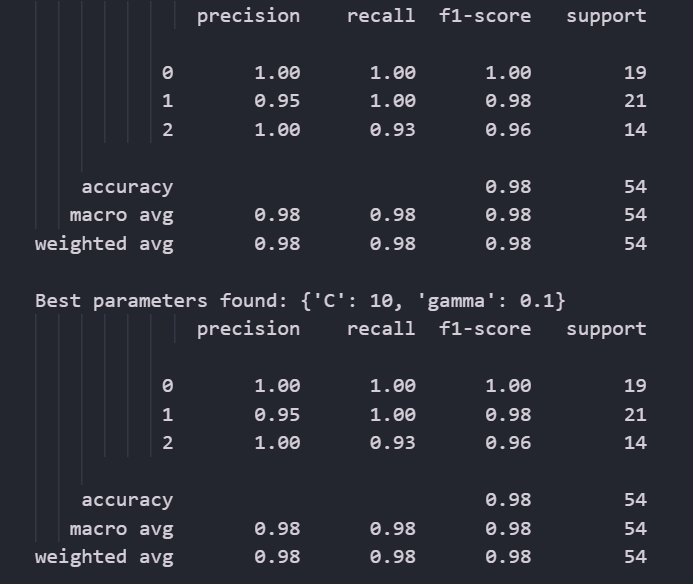 precision recall f1-score support
0 1.00 1.00 1.00 19
1 0.95 1.00 0.98 21
2 1.00 0.93 0.96 14
accuracy 0.98 54
macro avg 0.98 0.98 0.98 54
weighted avg 0.98 0.98 0.98 54
Best parameters found: {'C': 10, 'gamma': 0.1}
precision recall f1-score support
0 1.00 1.00 1.00 19
1 0.95 1.00 0.98 21
2 1.00 0.93 0.96 14
accuracy 0.98 54
macro avg 0.98 0.98 0.98 54
weighted avg 0.98 0.98 0.98 54